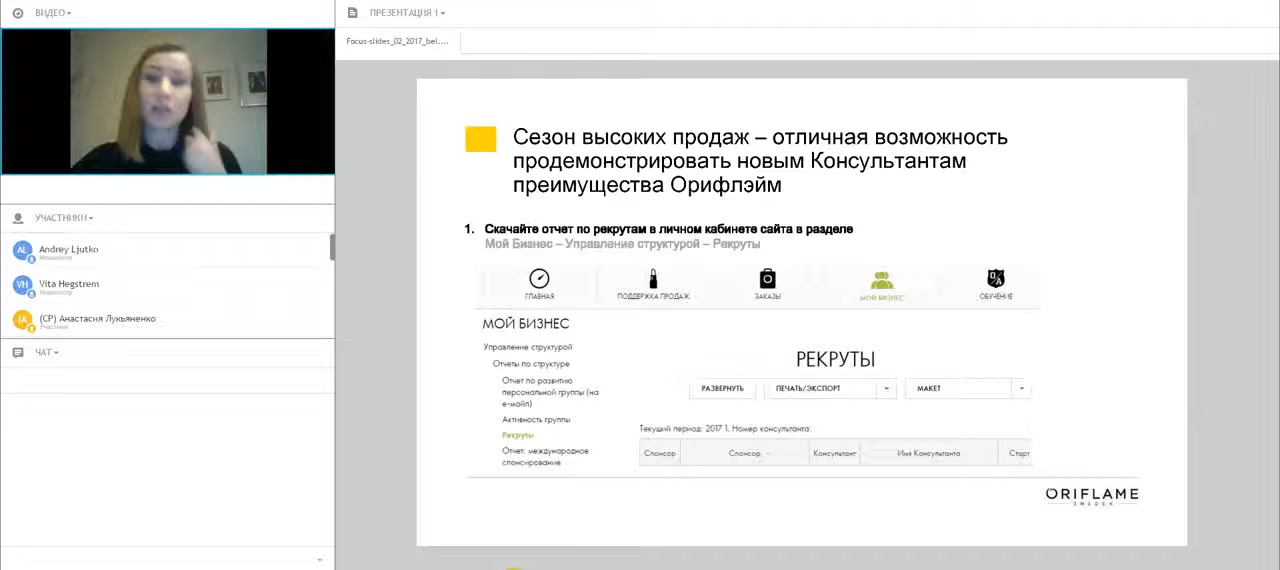 ВИДЕО
ПРЕЗЕНТАЦИЯ 1
Focus-slides_02_2017_bel....
УЧАСТНИКИ
AL Andrey Ljutko
VH Vita Hegstrem
(СР) Анастасия Лукьяненко
ЧАТ
Сезон высоких продаж – отличная возможность
продемонстрировать новым Консультантам
преимущества Орифлэйм
1. Скачайте отчет по рекрутам в личном кабинете сайта в разделе
Мой Бизнес – Управление структурой – Рекруты
ГЛАВНАЯ ПОДДЕРЖКА ПРОДАЖ ЗАКАЗЫ МОЙ БИЗНЕС ОБУЧЕНИЕ
МОЙ БИЗНЕС
Управление структурой
Отчеты по структуре
Отчет по развитию
персональной группы (на
е-мэйл)
Активность группы
Рекруты
Отчет: международное
спонсирование
РЕКРУТЫ
РАЗВЕРНУТЬ ПЕЧАТЬ/ЭКСПОРТ МАКЕТ
Текущий период: 2017 1. Номер консультанта:
Спонсор Спонсор Консультант Имя Консультанта Старт
ORIFLAME
SWEDEN